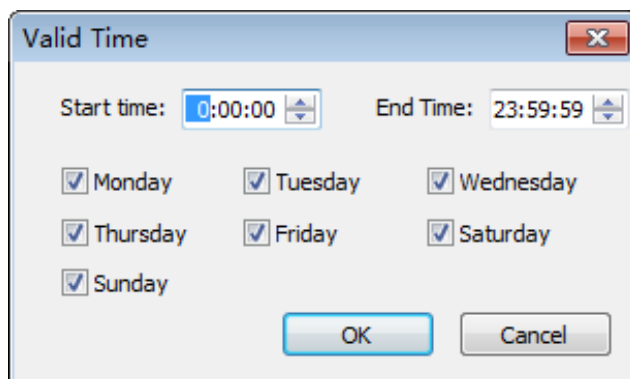 Valid Time
Start time: 0:00:00 End Time: 23:59:59
Monday Tuesday Wednesday
Thursday Friday Saturday
Sunday
OK Cancel